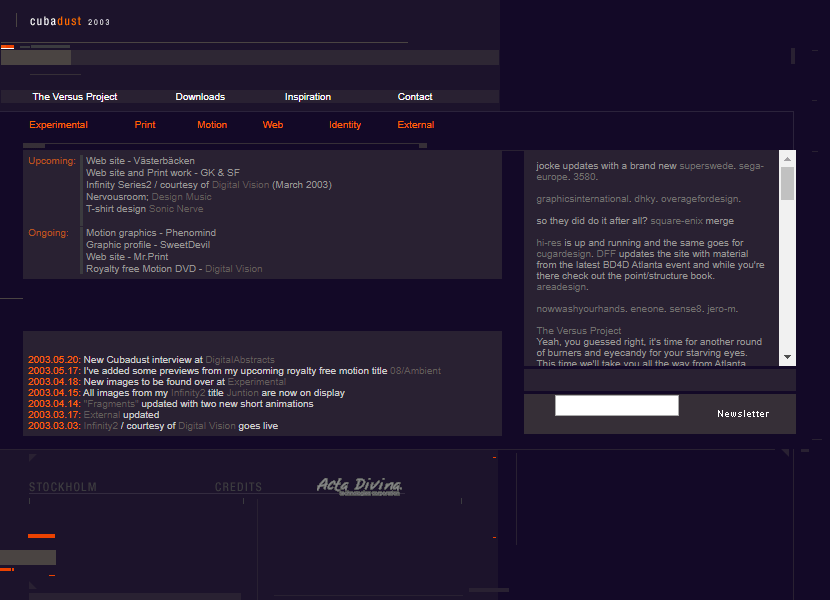 cubadust 2003
The Versus Project Downloads Inspiration Contact
Experimental Print Motion Web Identity External
Upcoming: Web site - Västerbäcken
Web site and Print work - GK & SF
Infinity Series2 / courtesy of Digital Vision (March 2003)
Nervousroom; Design Music
T-shirt design Sonic Nerve
Ongoing: Motion graphics - Phenomind
Graphic profile - SweetDevil
Web site - Mr.Print
Royalty free Motion DVD - Digital Vision
jocke updates with a brand new superswede. sega-
europe. 3580.
graphicsinternational. dhky. overagefordesign.
so they did do it after all? square-enix merge
hi-res is up and running and the same goes for
cugardesign. DFF updates the site with material
from the latest BD4D Atlanta event and while you're
there check out the point/structure book.
areadesign.
nowwashyourhands. eneone. sense8. jero-m.
The Versus Project
Yeah, you guessed right, it's time for another round
of burners and eyecandy for your starving eyes.
This time we'll take you all the way from Atlanta
2003.05.20: New Cubadust interview at DigitalAbstracts
2003.05.17: I've added some previews from my upcoming royalty free motion title 08/Ambient
2003.04.18: New images to be found over at Experimental
2003.04.15: All images from my Infinity2 title Juntion are now on display
2003.04.14: "Fragments" updated with two new short animations
2003.03.17: External updated
2003.03.03: Infinity2 / courtesy of Digital Vision goes live
Newsletter
STOCKHOLM CREDITS Acta Divina.